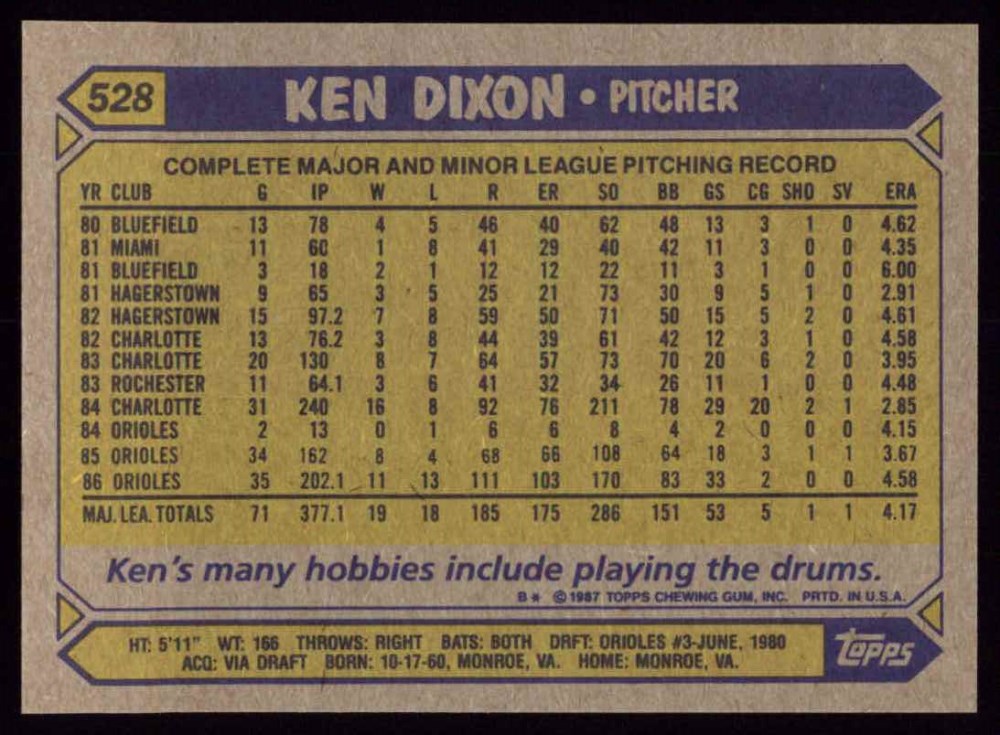 528 KEN DIXON • PITCHER
COMPLETE MAJOR AND MINOR LEAGUE PITCHING RECORD
YR CLUB G IP W L R ER SO BB GS CG SHO SV ERA
80 BLUEFIELD 13 78 4 5 46 40 62 48 13 3 1 0 4.62
81 MIAMI 11 60 1 8 41 29 40 42 11 3 0 0 4.35
81 BLUEFIELD 3 18 2 1 12 12 22 11 3 1 0 0 6.00
81 HAGERSTOWN 9 65 3 5 25 21 73 30 9 5 1 0 2.91
82 HAGERSTOWN 15 97.2 7 8 59 50 71 50 15 5 2 0 4.61
82 CHARLOTTE 13 76.2 3 8 44 39 61 42 12 3 1 0 4.58
83 CHARLOTTE 20 130 8 7 64 57 73 70 20 6 2 0 3.95
83 ROCHESTER 11 64.1 3 6 41 32 34 26 11 1 0 0 4.48
84 CHARLOTTE 31 240 16 8 92 76 211 78 29 20 2 1 2.85
84 ORIOLES 2 13 0 1 6 6 8 4 2 0 0 0 4.15
85 ORIOLES 34 162 8 4 68 66 108 64 18 3 1 1 3.67
86 ORIOLES 35 202.1 11 13 111 103 170 83 33 2 0 0 4.58
MAJ. LEA. TOTALS 71 377.1 19 18 185 175 286 151 53 5 1 1 4.17
Ken's many hobbies include playing the drums.
B* ©1987 TOPPS CHEWING GUM, INC. PRTD. IN U.S.A.
HT: 5'11" WT: 166 THROWS: RIGHT BATS: BOTH DRFT: ORIOLES #3-JUNE, 1980
ACQ: VIA DRAFT BORN: 10-17-60, MONROE, VA. HOME: MONROE, VA.
TOPPS